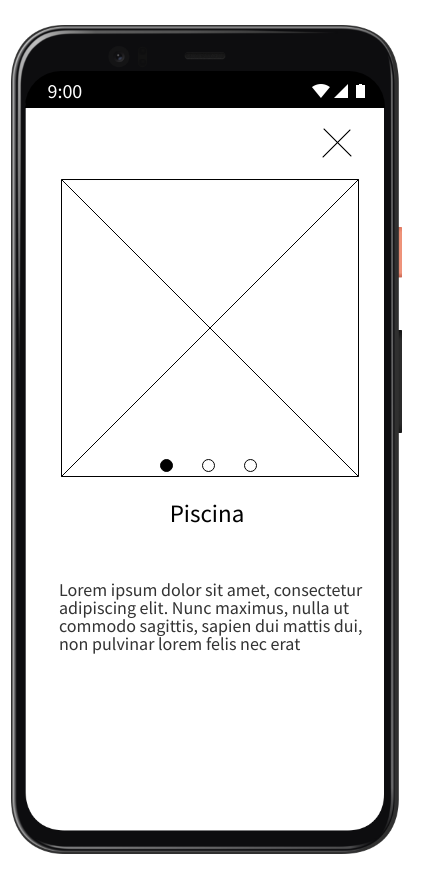 9:00
Piscina
Lorem ipsum dolor sit amet, consectetur
adipiscing elit. Nunc maximus, nulla ut
commodo sagittis, sapien dui mattis dui,
non pulvinar lorem felis nec erat